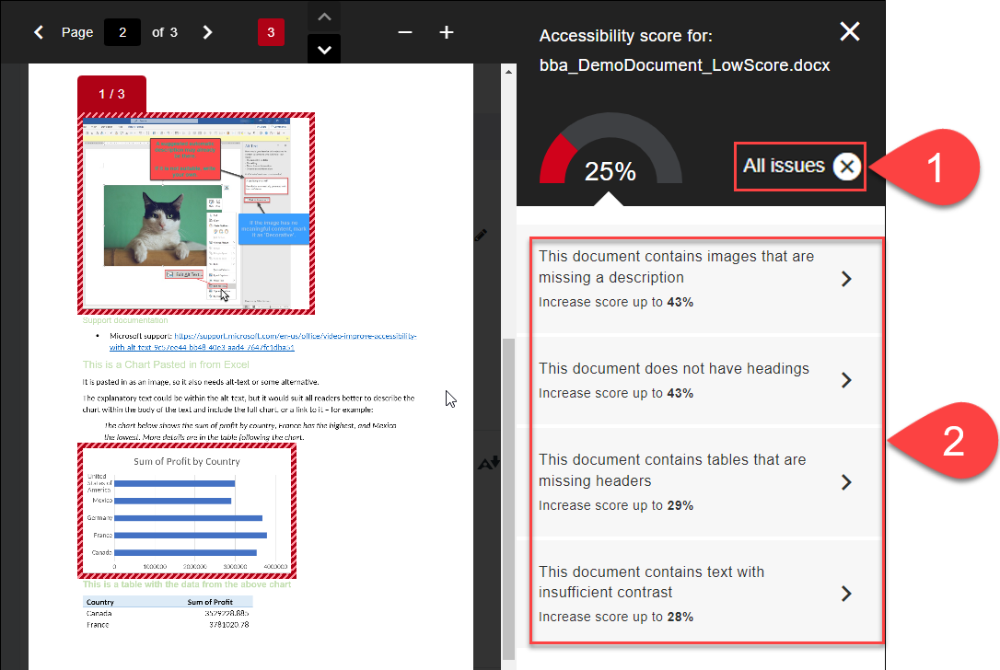 Page 2 of 3
3
Accessibility score for:
bba_DemoDocument_LowScore.docx
25%
All issues
1
1 / 3
Alt Text
If the image has no
meaningful content, mark
it as 'Decorative'.
Edit Alt Text...
Support documentation
• Microsoft support: https://support.microsoft.com/en-us/office/video-improve-accessibility-
with-alt-text-9c57ee44-bb48-40e3-aad4-7647fc1dba51
This is a Chart Pasted in from Excel
It is pasted in as an image, so it also needs alt-text or some alternative.
The explanatory text could be within the alt-text, but it would suit all readers better to describe the
chart within the body of the text and include the full chart, or a link to it – for example:
The chart below shows the sum of profit by country, France has the highest, and Mexico
the lowest. More details are in the table following the chart.
Sum of Profit by Country
United
States of
America
Mexico
Germany
France
Canada
0 1000000 2000000 3000000 4000000
This is a table with the data from the above chart
Country Sum of Profit
Canada 3529228.885
France 3781020.78
This document contains images that are
missing a description
Increase score up to 43%
This document does not have headings
Increase score up to 43%
This document contains tables that are
missing headers
Increase score up to 29%
This document contains text with
insufficient contrast
Increase score up to 28%
2